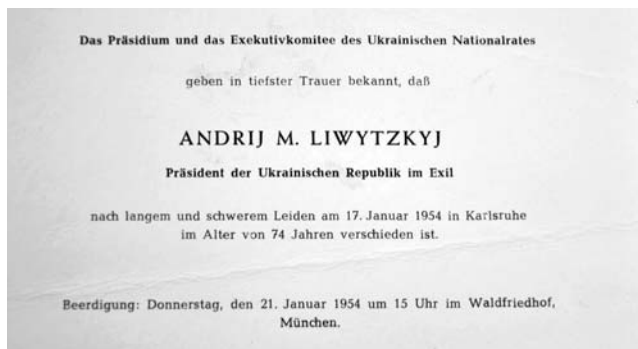 Das Präsidium und das Exekutivkomitee des Ukrainischen Nationalrates
geben in tiefster Trauer bekannt, daß
ANDRIJ M. LIWYTZKYJ
Präsident der Ukrainischen Republik im Exil
nach langem und schwerem Leiden am 17. Januar 1954 in Karlsruhe
im Alter von 74 Jahren verschieden ist.
Beerdigung: Donnerstag, den 21. Januar 1954 um 15 Uhr im Waldfriedhof,
München.